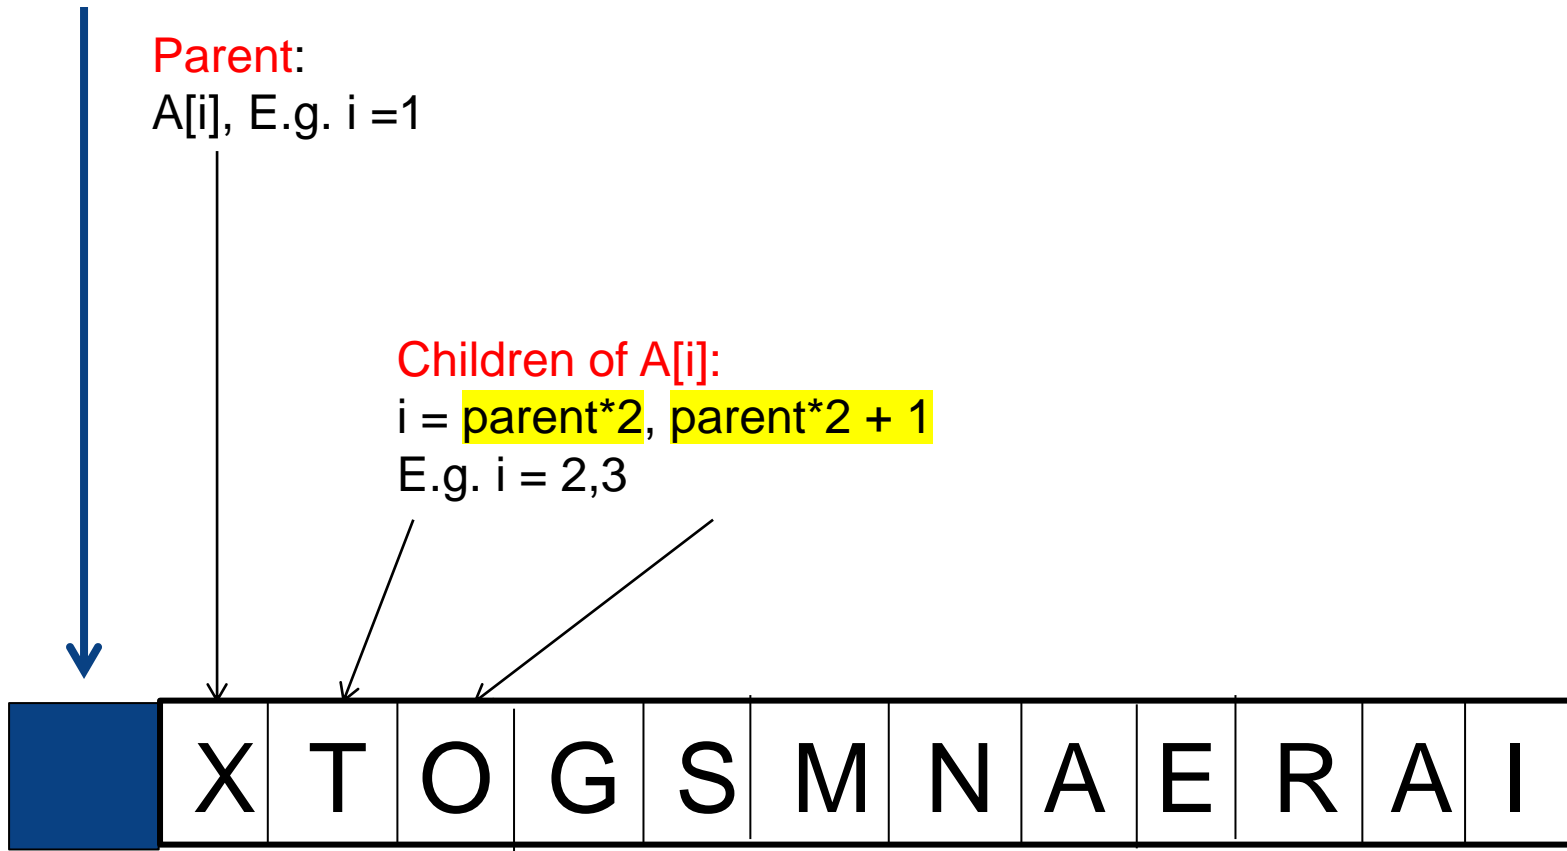 Parent:
A[i], E.g. i =1
Children of A[i]:
i = parent*2, parent*2 + 1
E.g. i = 2,3
X T O G S M N A E R A I